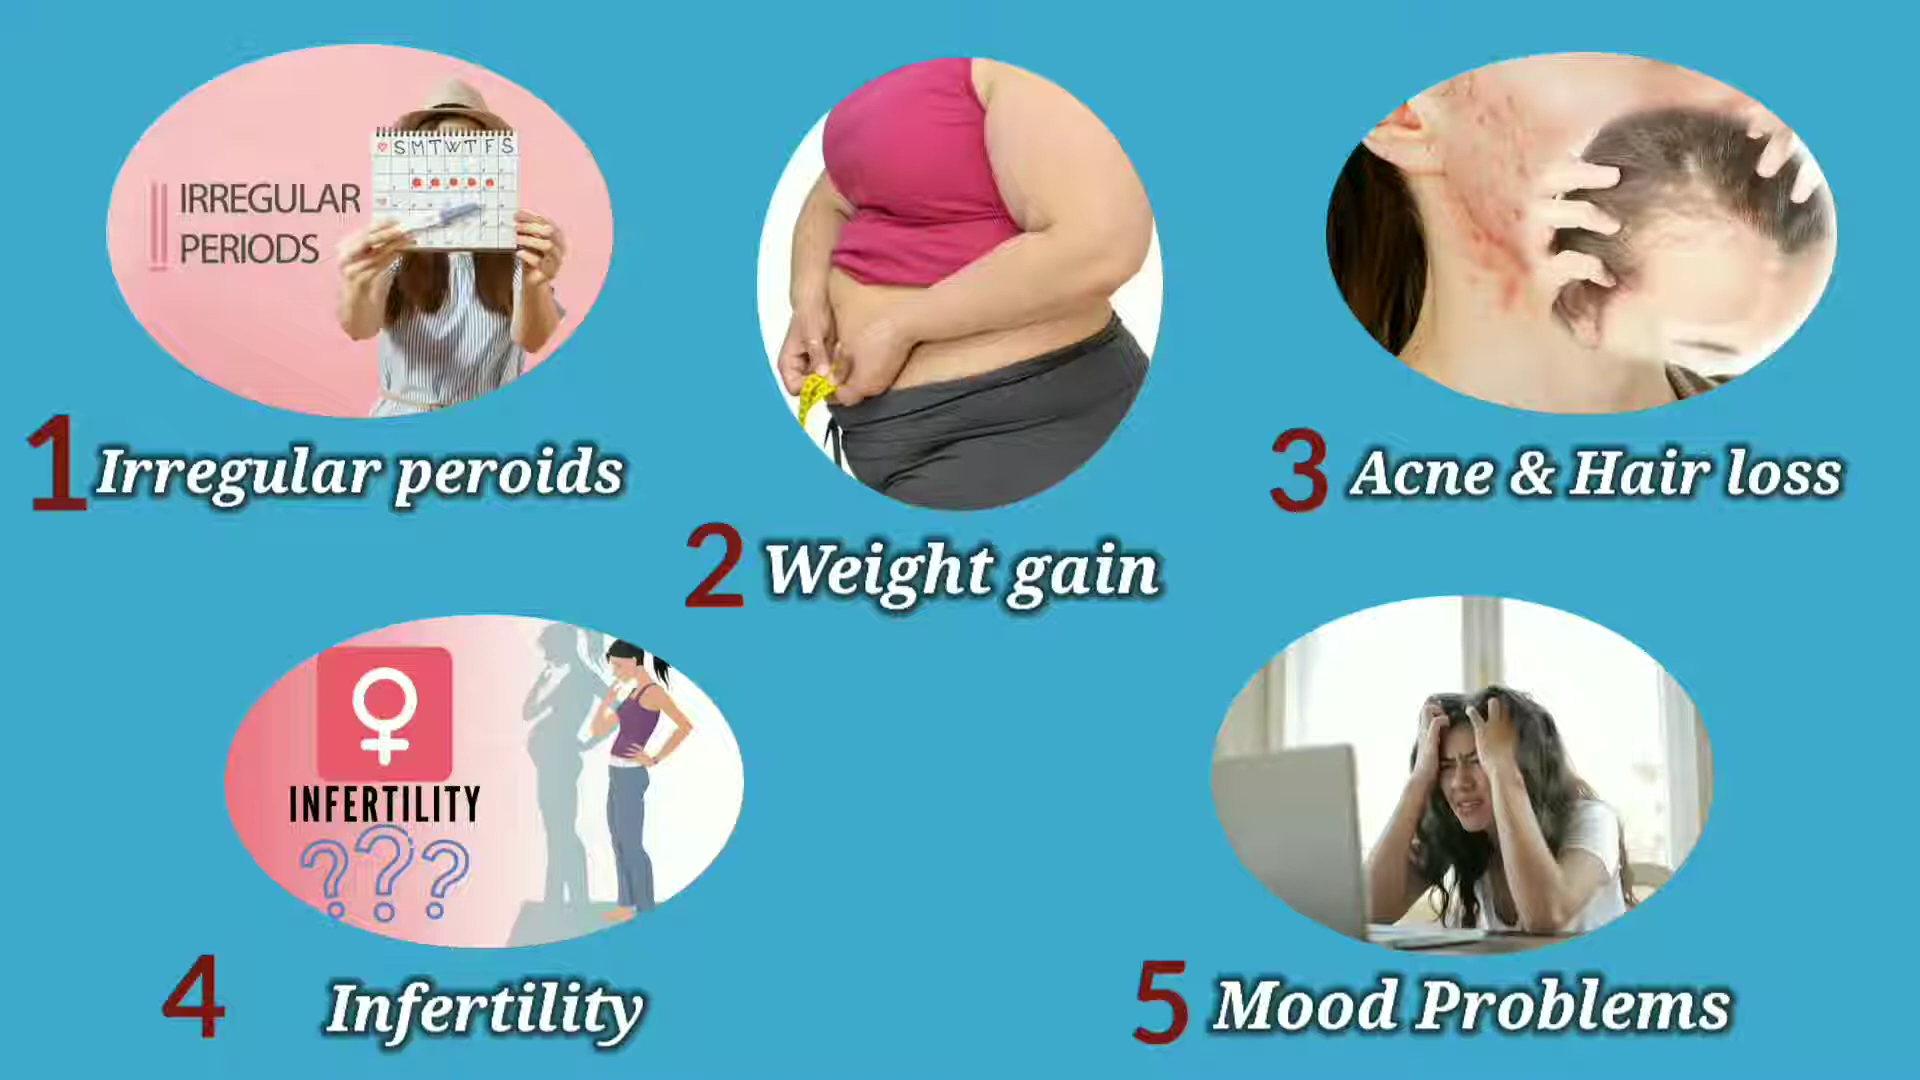 IRREGULAR
PERIODS
S M T W T F S
1 Irregular peroids
2 Weight gain
3 Acne & Hair loss
INFERTILITY
???
4 Infertility
5 Mood Problems